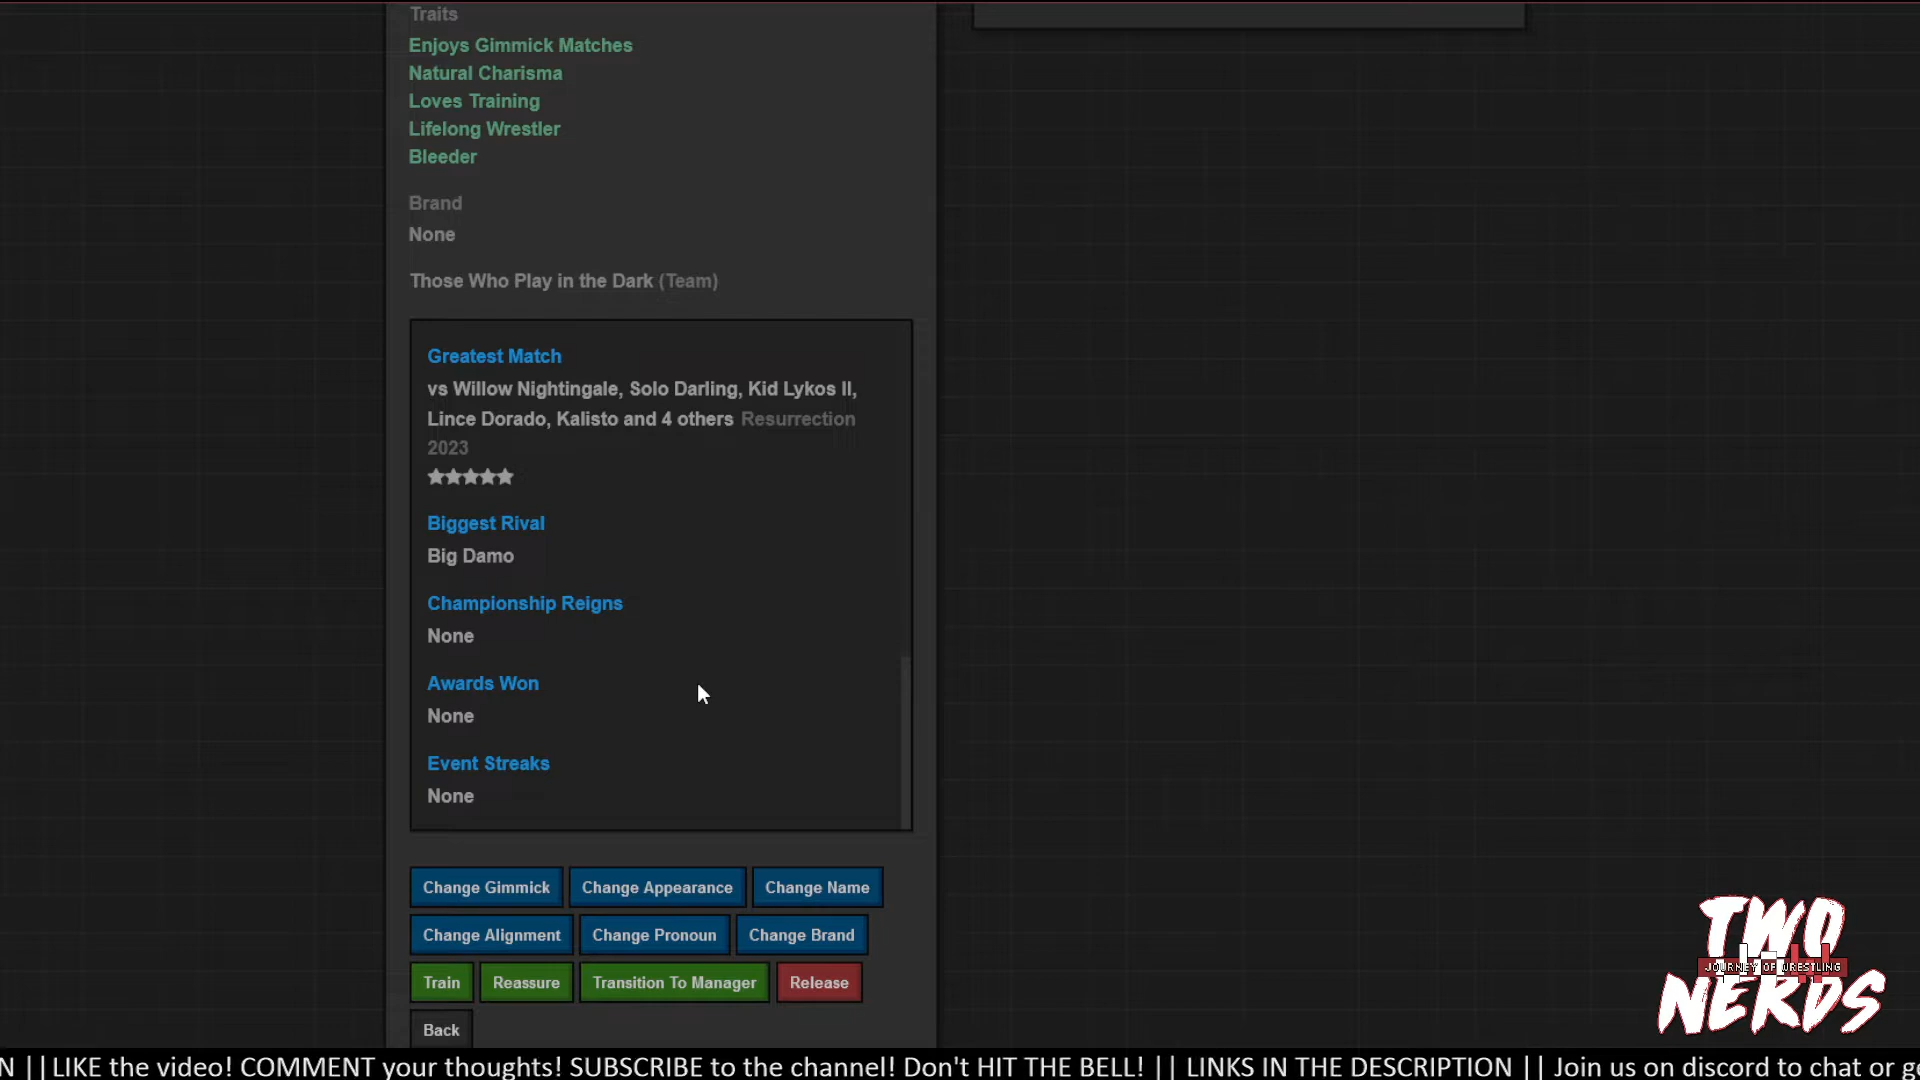 Traits
Enjoys Gimmick Matches
Natural Charisma
Loves Training
Lifelong Wrestler
Bleeder
Brand
None
Those Who Play in the Dark (Team)
Greatest Match
vs Willow Nightingale, Solo Darling, Kid Lykos II,
Lince Dorado, Kalisto and 4 others Resurrection
2023
★★★★★
Biggest Rival
Big Damo
Championship Reigns
None
Awards Won
None
Event Streaks
None
Change Gimmick Change Appearance Change Name
Change Alignment Change Pronoun Change Brand
Train Reassure Transition To Manager Release
Back
TWO
JOURNEY OF WRESTLING
NERDS
N || LIKE the video! COMMENT your thoughts! SUBSCRIBE to the channel! Don't HIT THE BELL! || LINKS IN THE DESCRIPTION || Join us on discord to chat or ge